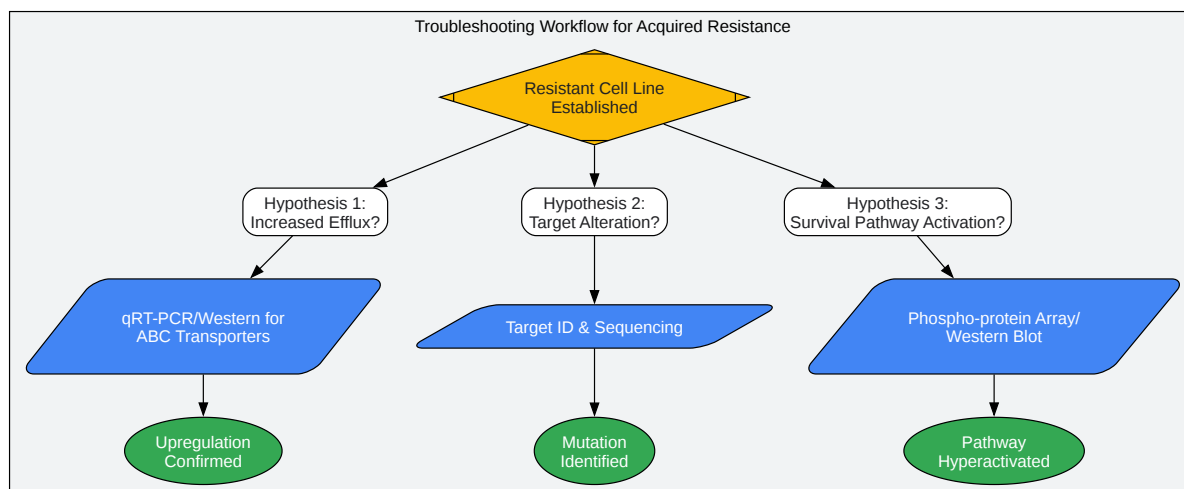 Troubleshooting Workflow for Acquired Resistance
Resistant Cell Line
Established
Hypothesis 1:
Increased Efflux?
Hypothesis 2:
Target Alteration?
Hypothesis 3:
Survival Pathway Activation?
qRT-PCR/Western for
ABC Transporters
Target ID & Sequencing
Phospho-protein Array/
Western Blot
Upregulation
Confirmed
Mutation
Identified
Pathway
Hyperactivated